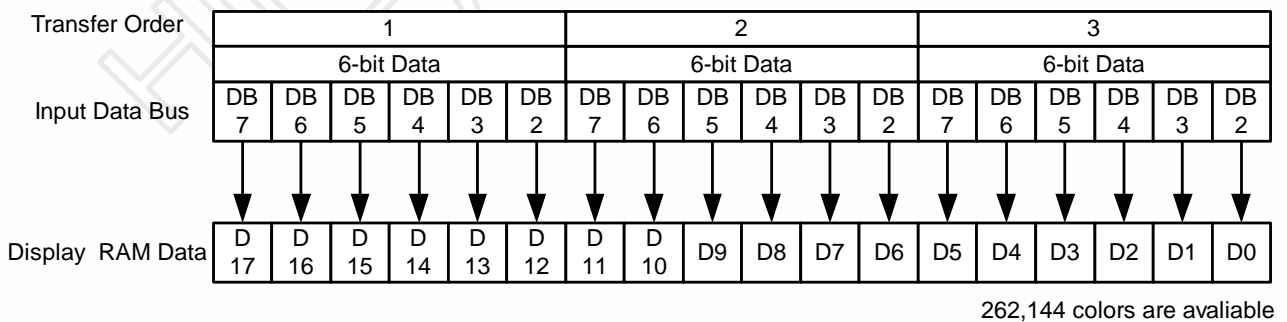 Transfer Order 1 2 3
6-bit Data 6-bit Data 6-bit Data
Input Data Bus DB 7 DB 6 DB 5 DB 4 DB 3 DB 2 DB 7 DB 6 DB 5 DB 4 DB 3 DB 2 DB 7 DB 6 DB 5 DB 4 DB 3 DB 2
Display RAM Data D 17 D 16 D 15 D 14 D 13 D 12 D 11 D 10 D9 D8 D7 D6 D5 D4 D3 D2 D1 D0
262,144 colors are avaliable